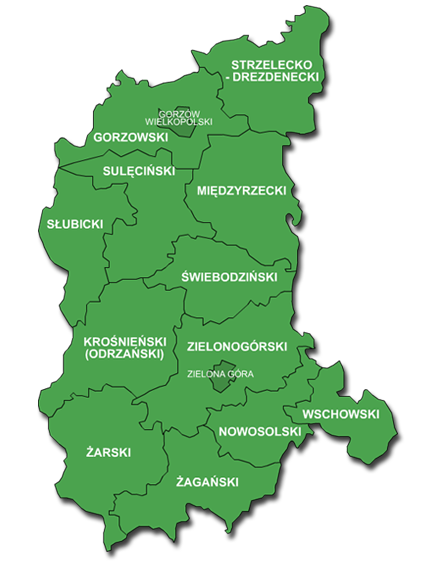 STRZELECKO
- DREZDENECKI
GORZÓW
WIELKOPOLSKI
GORZOWSKI
SULĘCIŃSKI
MIĘDZYRZECKI
SŁUBICKI
ŚWIEBODZIŃSKI
KROŚNIEŃSKI
(ODRZAŃSKI)
ZIELONOGÓRSKI
ZIELONA GÓRA
WSCHOWSKI
NOWOSOLSKI
ŻARSKI
ŻAGAŃSKI